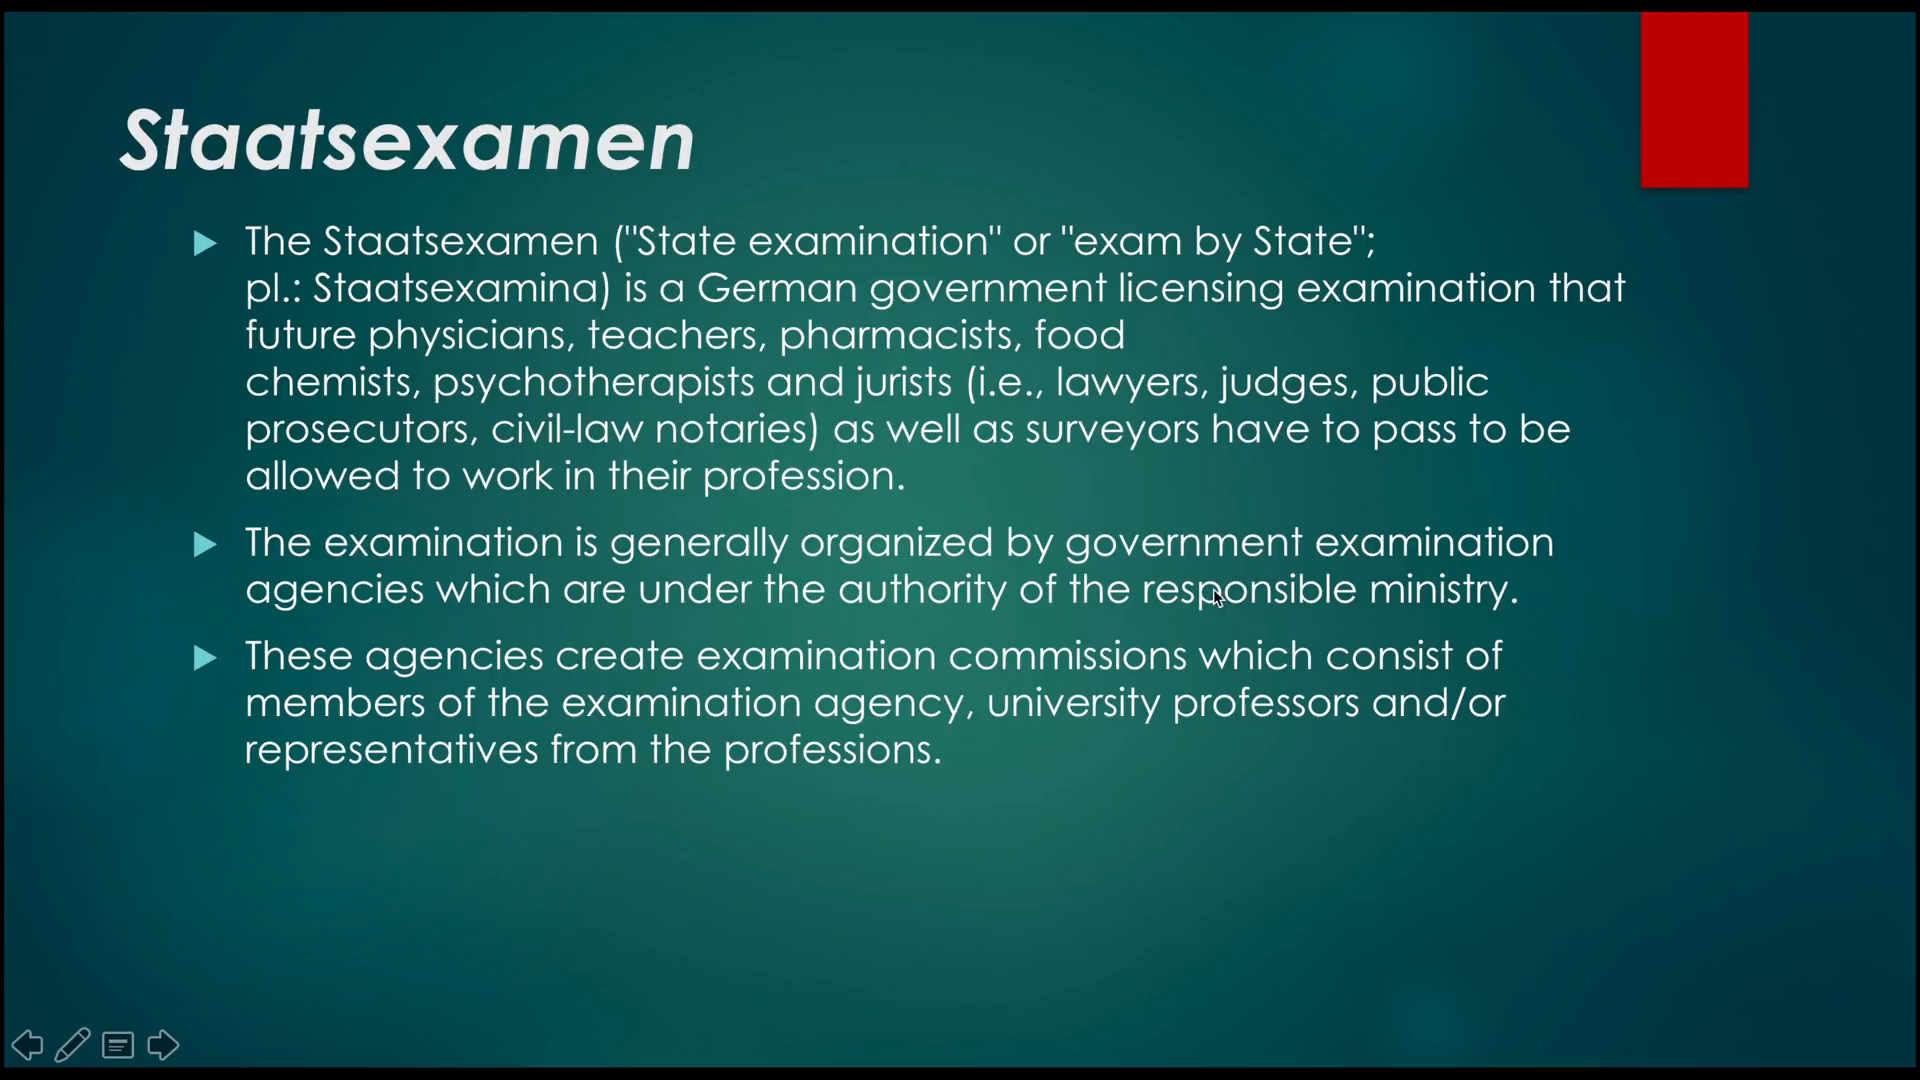 Staatsexamen
The Staatsexamen ("State examination" or "exam by State";
pl.: Staatsexamina) is a German government licensing examination that
future physicians, teachers, pharmacists, food
chemists, psychotherapists and jurists (i.e., lawyers, judges, public
prosecutors, civil-law notaries) as well as surveyors have to pass to be
allowed to work in their profession.
The examination is generally organized by government examination
agencies which are under the authority of the responsible ministry.
These agencies create examination commissions which consist of
members of the examination agency, university professors and/or
representatives from the professions.